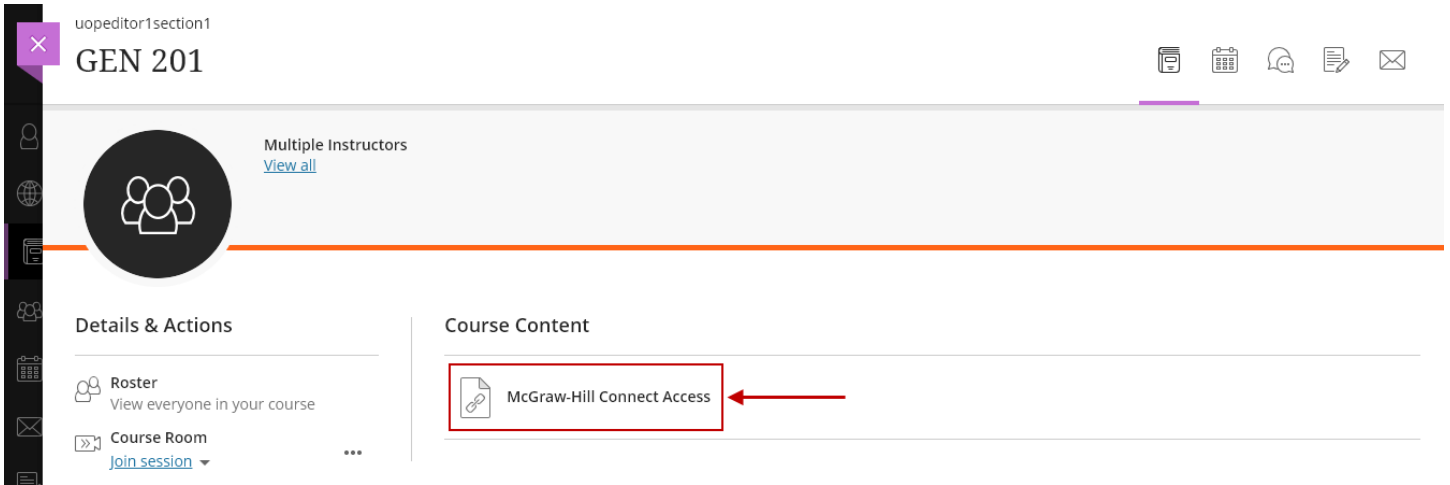 uopeditor1section1
GEN 201
Multiple Instructors
View all
Details & Actions
Roster
View everyone in your course
Course Room
Join session
Course Content
McGraw-Hill Connect Access